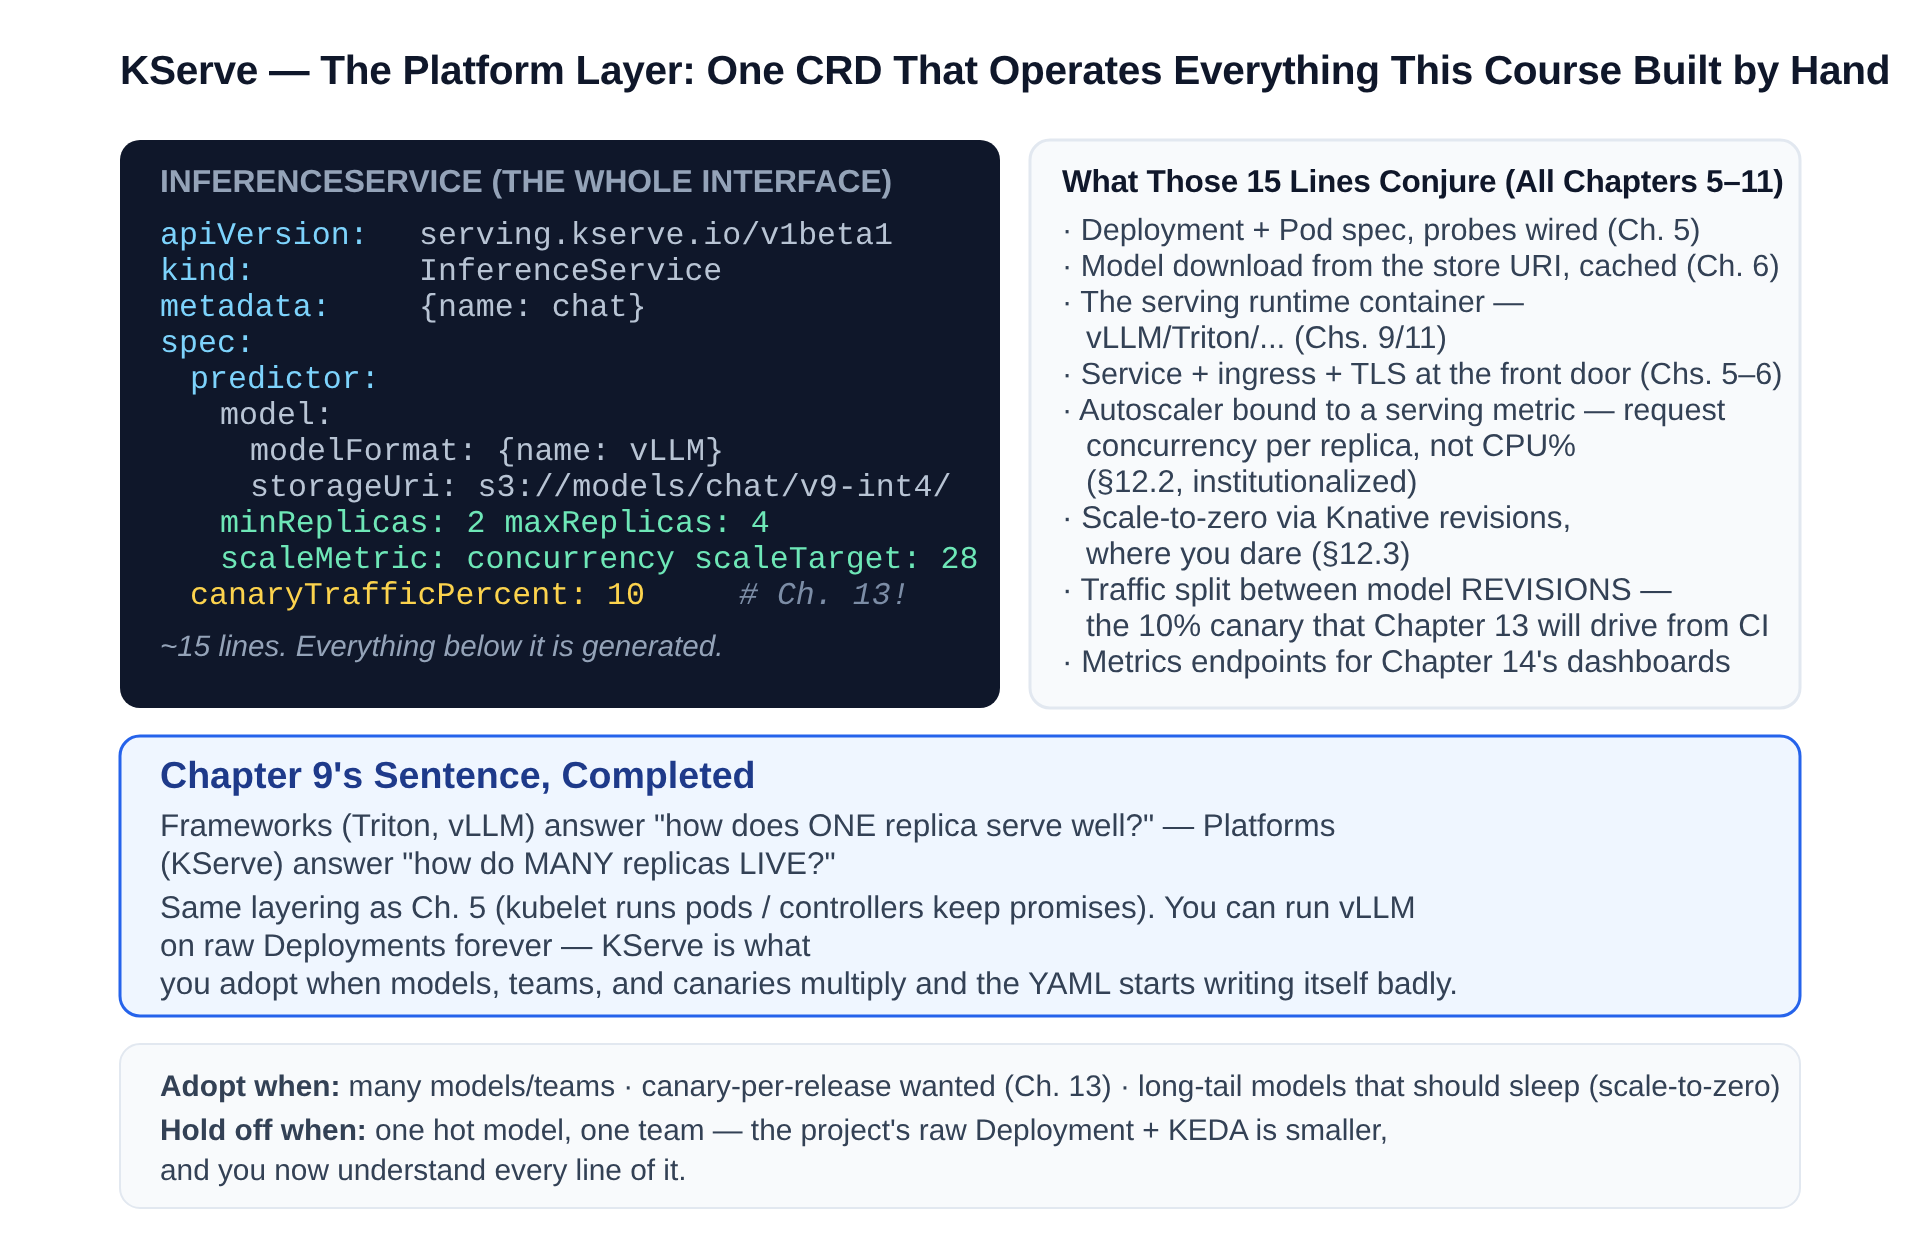 KServe — The Platform Layer: One CRD That Operates Everything This Course Built by Hand
INFERENCESERVICE (THE WHOLE INTERFACE)
apiVersion: serving.kserve.io/v1beta1
kind: InferenceService
metadata: {name: chat}
spec:
predictor:
model:
modelFormat: {name: vLLM}
storageUri: s3://models/chat/v9-int4/
minReplicas: 2 maxReplicas: 4
scaleMetric: concurrency scaleTarget: 28
canaryTrafficPercent: 10 # Ch. 13!
~15 lines. Everything below it is generated.
What Those 15 Lines Conjure (All Chapters 5–11)
· Deployment + Pod spec, probes wired (Ch. 5)
· Model download from the store URI, cached (Ch. 6)
· The serving runtime container —
vLLM/Triton/... (Chs. 9/11)
· Service + ingress + TLS at the front door (Chs. 5–6)
· Autoscaler bound to a serving metric — request
concurrency per replica, not CPU%
(§12.2, institutionalized)
· Scale-to-zero via Knative revisions,
where you dare (§12.3)
· Traffic split between model REVISIONS —
the 10% canary that Chapter 13 will drive from CI
· Metrics endpoints for Chapter 14's dashboards
Chapter 9's Sentence, Completed
Frameworks (Triton, vLLM) answer "how does ONE replica serve well?" — Platforms
(KServe) answer "how do MANY replicas LIVE?"
Same layering as Ch. 5 (kubelet runs pods / controllers keep promises). You can run vLLM
on raw Deployments forever — KServe is what
you adopt when models, teams, and canaries multiply and the YAML starts writing itself badly.
Adopt when: many models/teams · canary-per-release wanted (Ch. 13) · long-tail models that should sleep (scale-to-zero)
Hold off when: one hot model, one team — the project's raw Deployment + KEDA is smaller,
and you now understand every line of it.